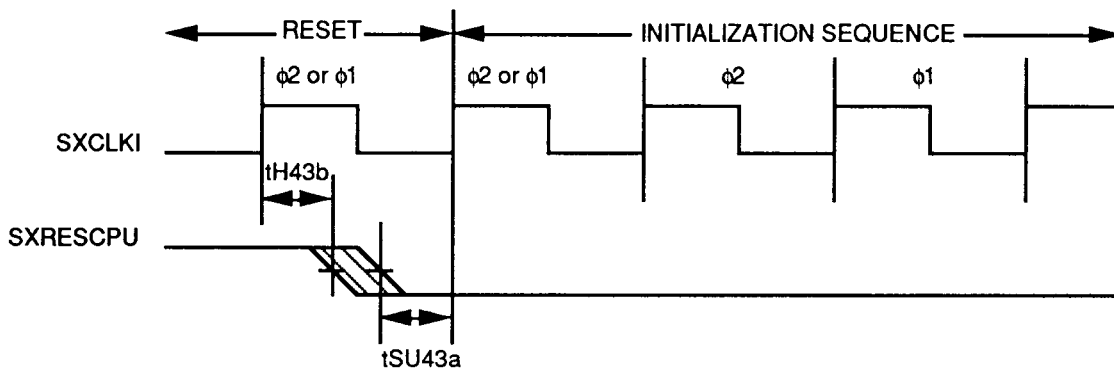 RESET
INITIALIZATION SEQUENCE
ϕ2 or ϕ1
ϕ2 or ϕ1
ϕ2
ϕ1
SXCLKI
tH43b
SXRESCPU
tSU43a